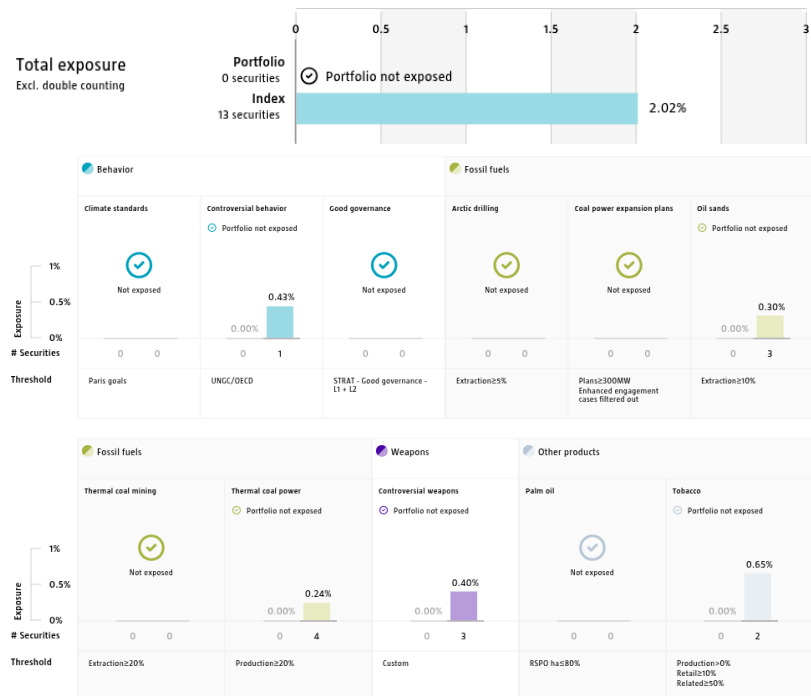 0 0.5 1 1.5 2 2.5 3
Total exposure
Excl. double counting
Portfolio
0 securities
Portfolio not exposed
Index
13 securities
2.02%
Behavior
Fossil fuels
Climate standards
Controversial behavior
Good governance
Arctic drilling
Coal power expansion plans
Oil sands
Portfolio not exposed
Portfolio not exposed
Exposure
1%
0.5%
0%
Not exposed
0.00%
0.43%
Not exposed
Not exposed
Not exposed
0.00%
0.30%
# Securities
0 0
0 1
0 0
0 0
0 0
0 3
Threshold
Paris goals
UNGC/OECD
STRAT - Good governance -
L1 + L2
Extraction≥5%
Plans≥300MW
Enhanced engagement
cases filtered out
Extraction≥10%
Fossil fuels
Weapons
Other products
Thermal coal mining
Thermal coal power
Controversial weapons
Palm oil
Tobacco
Portfolio not exposed
Portfolio not exposed
Portfolio not exposed
Exposure
1%
0.5%
0%
Not exposed
0.00%
0.24%
0.00%
0.40%
Not exposed
0.00%
0.65%
# Securities
0 0
0 4
0 3
0 0
0 2
Threshold
Extraction≥20%
Production≥20%
Custom
RSPO ha≤80%
Production>0%
Retail≥10%
Related≥50%